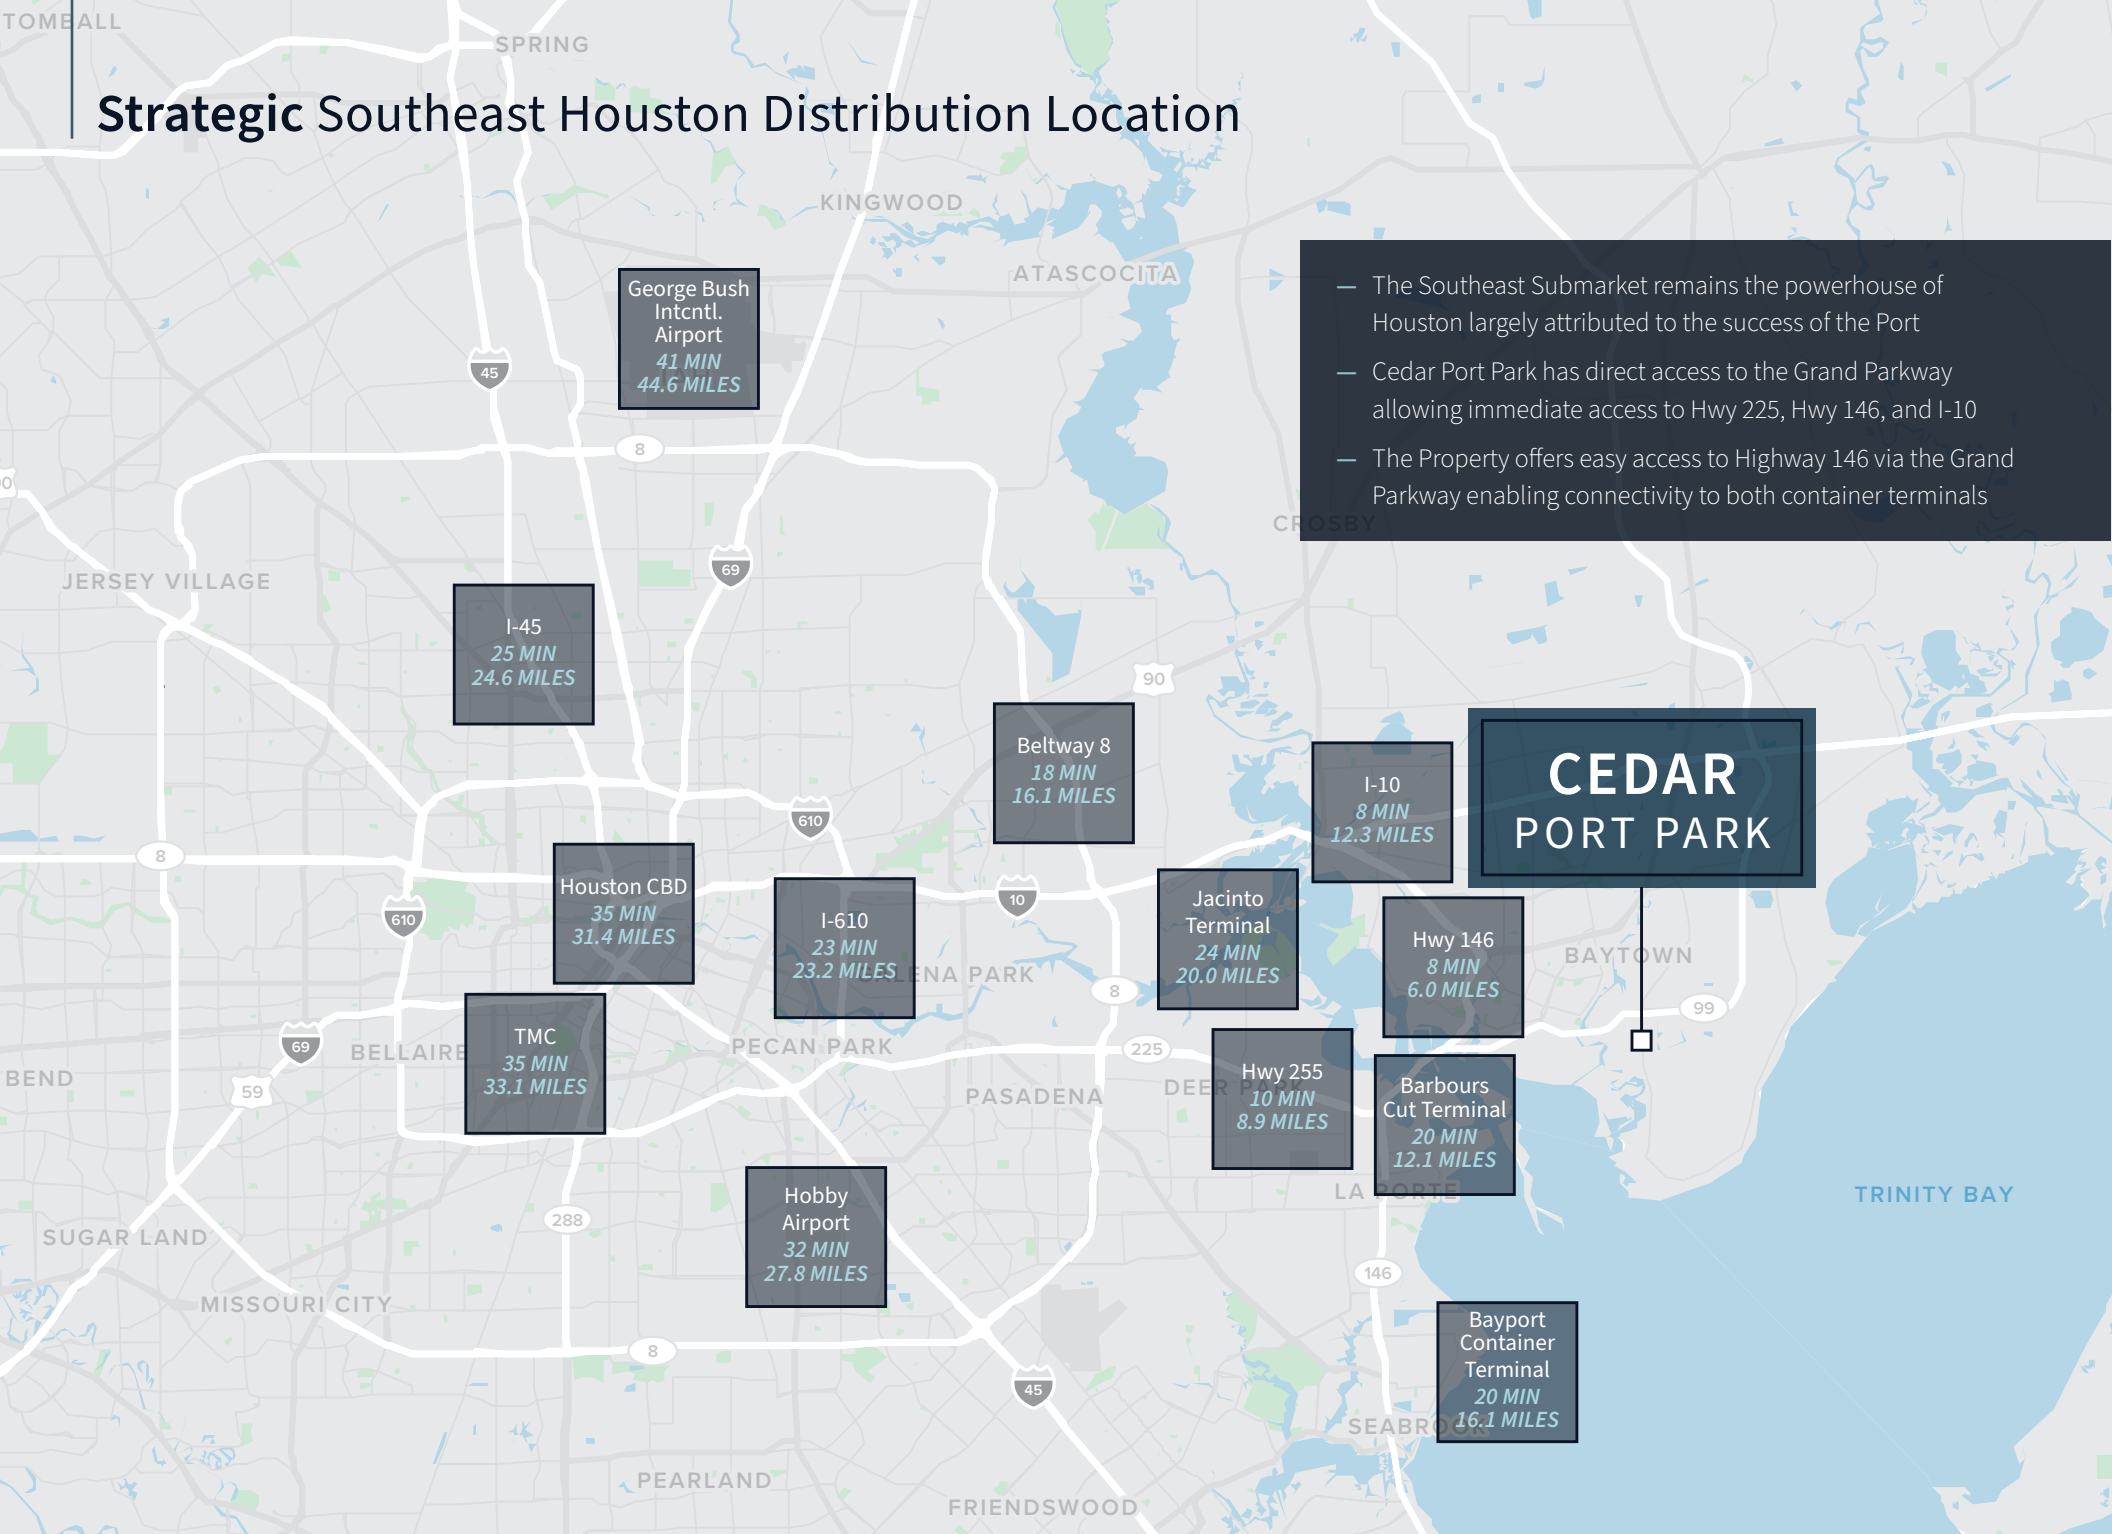 TOMBALL
SPRING
Strategic Southeast Houston Distribution Location
KINGWOOD
ATASCOCITA
— The Southeast Submarket remains the powerhouse of
Houston largely attributed to the success of the Port
— Cedar Port Park has direct access to the Grand Parkway
allowing immediate access to Hwy 225, Hwy 146, and I-10
— The Property offers easy access to Highway 146 via the Grand
Parkway enabling connectivity to both container terminals
George Bush
Intcntl.
Airport
41 MIN
44.6 MILES
45
8
CROSBY
69
JERSEY VILLAGE
I-45
25 MIN
24.6 MILES
90
Beltway 8
18 MIN
16.1 MILES
I-10
8 MIN
12.3 MILES
CEDAR
PORT PARK
610
8
Houston CBD
35 MIN
31.4 MILES
610
I-610
23 MIN
23.2 MILES
10
Jacinto
Terminal
24 MIN
20.0 MILES
Hwy 146
8 MIN
6.0 MILES
BAYTOWN
GALENA PARK
8
99
TMC
35 MIN
33.1 MILES
69
BELLAIRE
PECAN PARK
225
BEND
59
PASADENA
DEER PARK
Hwy 255
10 MIN
8.9 MILES
Barbours
Cut Terminal
20 MIN
12.1 MILES
LA PORTE
TRINITY BAY
Hobby
Airport
32 MIN
27.8 MILES
288
SUGAR LAND
146
MISSOURI CITY
8
Bayport
Container
Terminal
20 MIN
16.1 MILES
45
SEABROOK
PEARLAND
FRIENDSWOOD